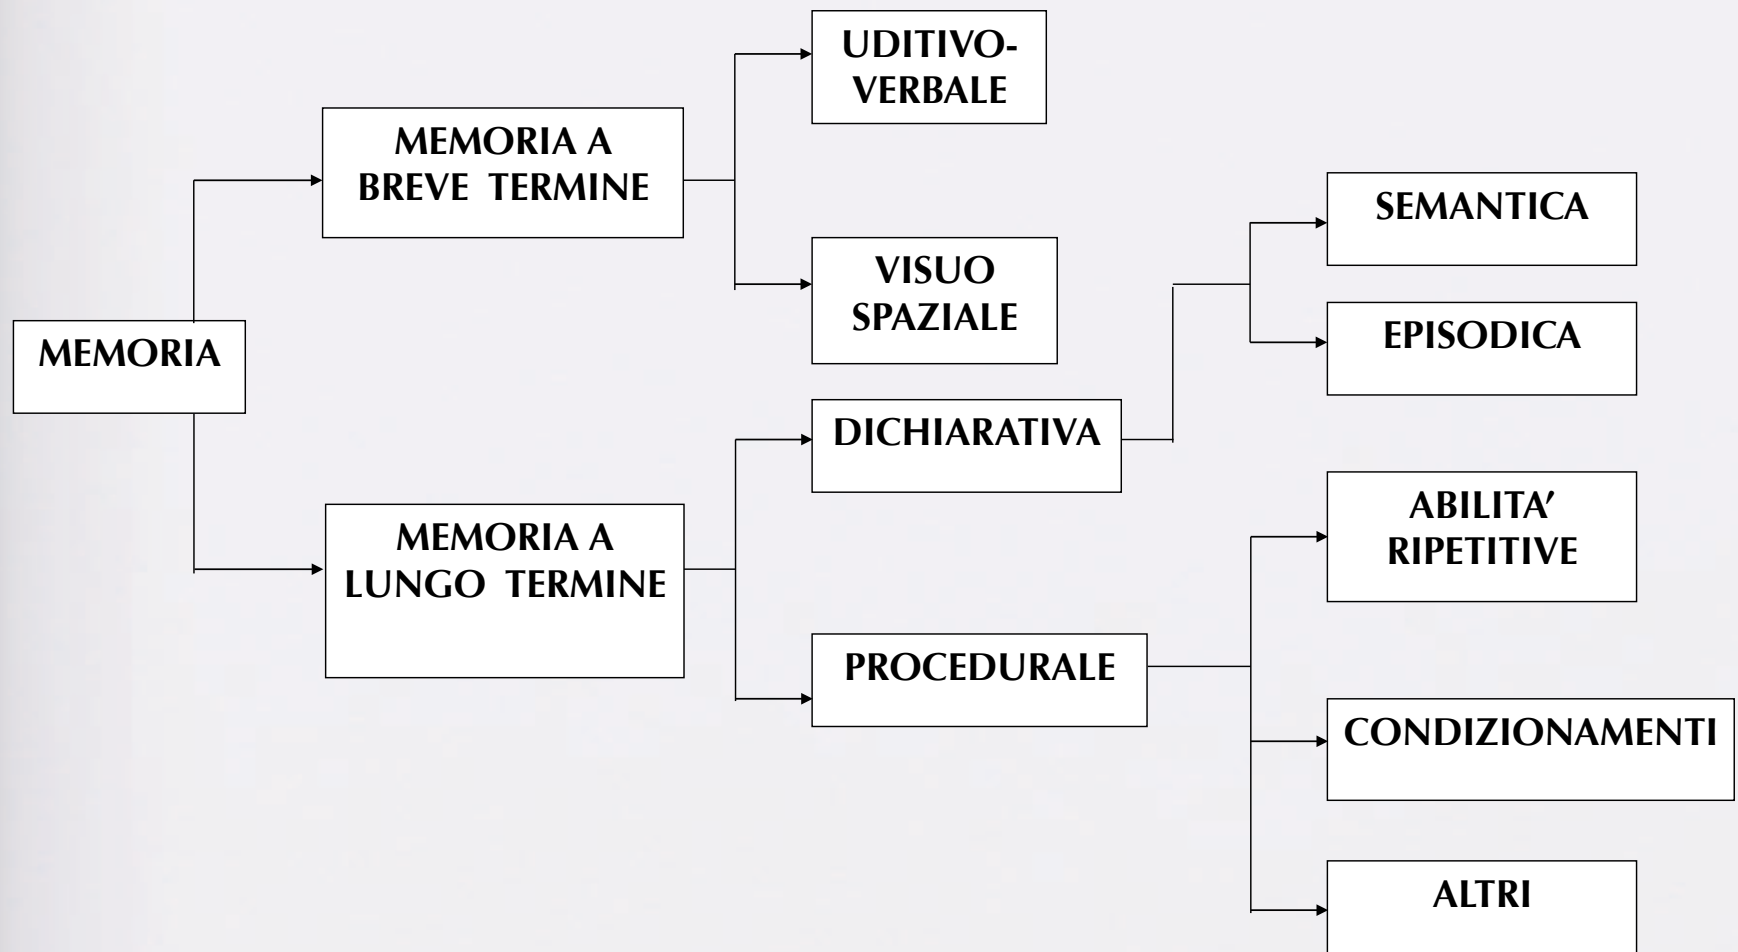 MEMORIA
MEMORIA A
BREVE TERMINE
UDITIVO-
VERBALE
VISUO
SPAZIALE
MEMORIA A
LUNGO TERMINE
DICHIARATIVA
SEMANTICA
EPISODICA
PROCEDURALE
ABILITA’
RIPETITIVE
CONDIZIONAMENTI
ALTRI